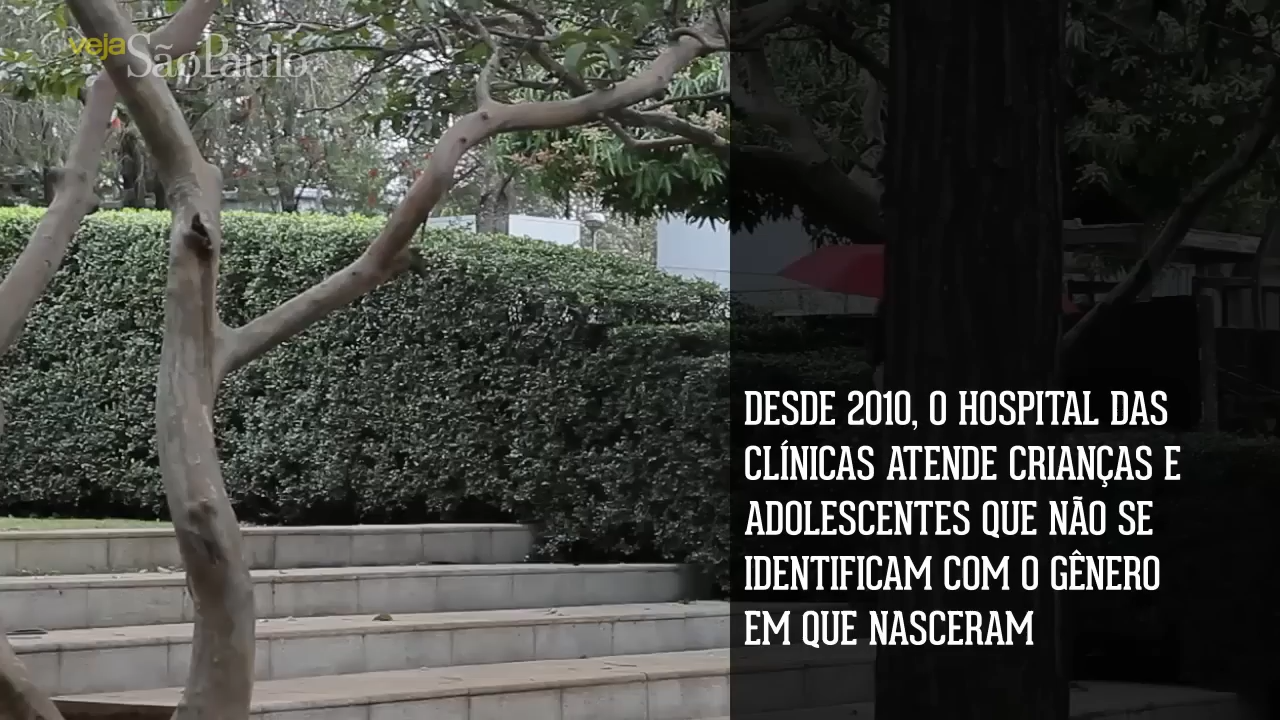 veja
São Paulo
DESDE 2010, O HOSPITAL DAS
CLÍNICAS ATENDE CRIANÇAS E
ADOLESCENTES QUE NÃO SE
IDENTIFICAM COM O GÊNERO
EM QUE NASCERAM